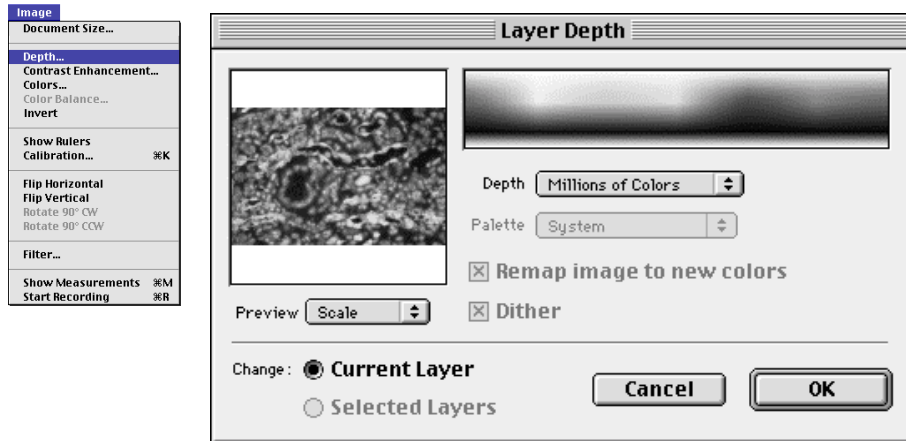 Image
Document Size...
Depth...
Contrast Enhancement...
Colors...
Color Balance...
Invert
Show Rulers
Calibration... ⌘K
Flip Horizontal
Flip Vertical
Rotate 90° CW
Rotate 90° CCW
Filter...
Show Measurements ⌘M
Start Recording ⌘R
Layer Depth
Depth Millions of Colors
Palette System
Remap image to new colors
Preview Scale
Dither
Change: Current Layer
Selected Layers
Cancel
OK